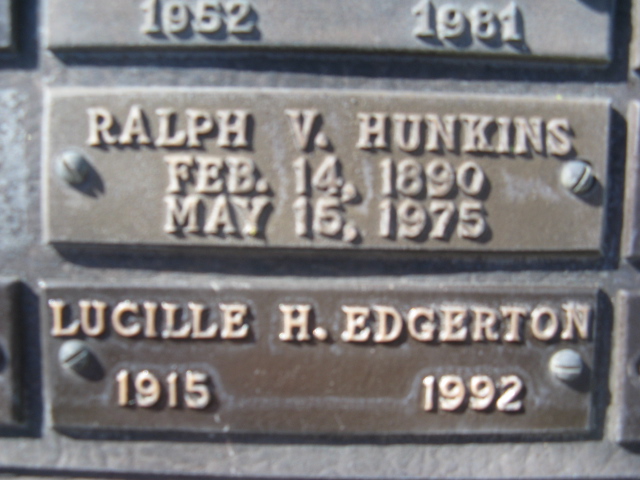 1952 1981
RALPH V. HUNKINS
FEB. 14, 1890
MAY 15, 1975
LUCILLE H. EDGERTON
1915 1992